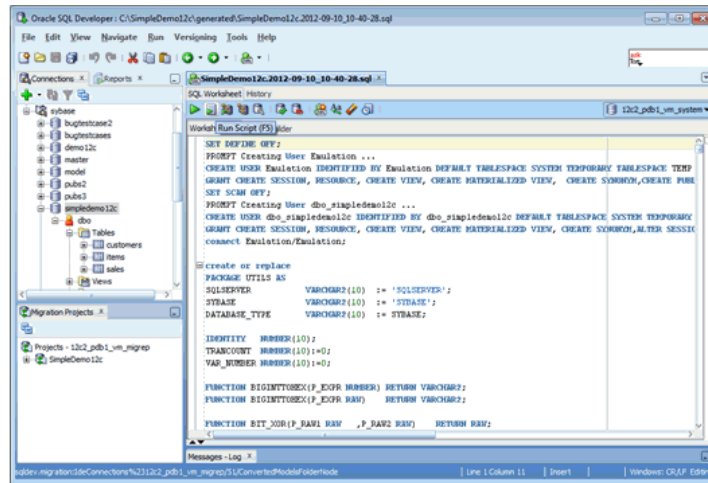 Oracle SQL Developer : C:\SimpleDemo12c\generated\SimpleDemo12c.2012-09-10_10-40-28.sql
File Edit View Navigate Run Versioning Tools Help
Connections Reports
sybase
bugtestcase2
bugtestcases
demo12c
master
model
pubs2
pubs3
simpledemo12c
dbo
Tables
customers
items
sales
Views
Migration Projects
Projects - 12c2_pdb1_vm_migrep
SimpleDemo12c
SimpleDemo12c.2012-09-10_10-40-28.sql
SQL Worksheet History
12c2_pdb1_vm_system
Worksh Run Script (F5) ilder
SET DEFINE OFF;
PROMPT Creating User Emulation ...
CREATE USER Emulation IDENTIFIED BY Emulation DEFAULT TABLESPACE SYSTEM TEMPORARY TABLESPACE TEMP
GRANT CREATE SESSION, RESOURCE, CREATE VIEW, CREATE MATERIALIZED VIEW, CREATE SYNONYM,CREATE PUBL
SET SCAN OFF;
PROMPT Creating User dbo_simpledemo12c ...
CREATE USER dbo_simpledemo12c IDENTIFIED BY dbo_simpledemo12c DEFAULT TABLESPACE SYSTEM TEMPORARY
GRANT CREATE SESSION, RESOURCE, CREATE VIEW, CREATE MATERIALIZED VIEW, CREATE SYNONYM,ALTER SESSIO
connect Emulation/Emulation;
create or replace
PACKAGE UTILS AS
SQLSERVER VARCHAR2(10) := 'SQLSERVER';
SYBASE VARCHAR2(10) := 'SYBASE';
DATABASE_TYPE VARCHAR2(10) := SYBASE;
IDENTITY NUMBER(10);
TRANCOUNT NUMBER(10):=0;
VAR_NUMBER NUMBER(10):=0;
FUNCTION BIGINTTOHEX(P_EXPR NUMBER) RETURN VARCHAR2;
FUNCTION BIGINTTOHEX(P_EXPR RAW) RETURN VARCHAR2;
FUNCTION BIT_XOR(P_RAW1 RAW ,P_RAW2 RAW) RETURN RAW;
Messages - Log
sqldev.migration:IdeConnections%2312c2_pdb1_vm_migrep/51/ConvertedModelsFolderNode
Line 1 Column 11 Insert Windows: CR/LF Editin